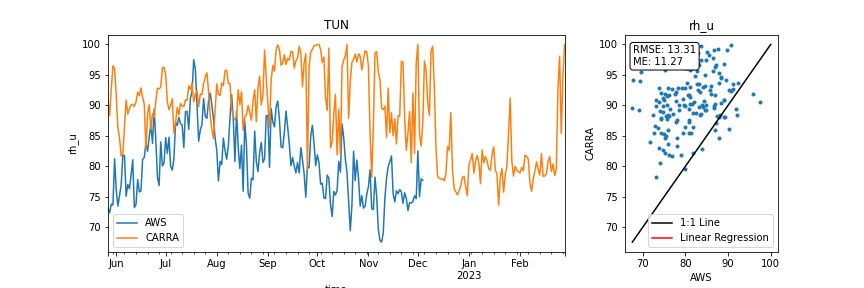 TUN
rh_u
100
95
90
85
80
75
70
rh_u
AWS
CARRA
Jun Jul Aug Sep Oct Nov Dec Jan Feb
2023
time
rh_u
100
95
90
85
80
75
70
CARRA
RMSE: 13.31
ME: 11.27
1:1 Line
Linear Regression
70 80 90 100
AWS